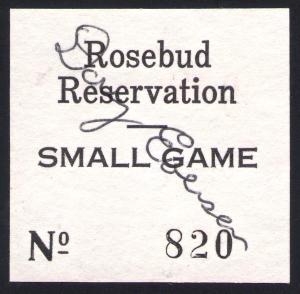 Rosebud
Reservation
SMALL GAME
Nº 820